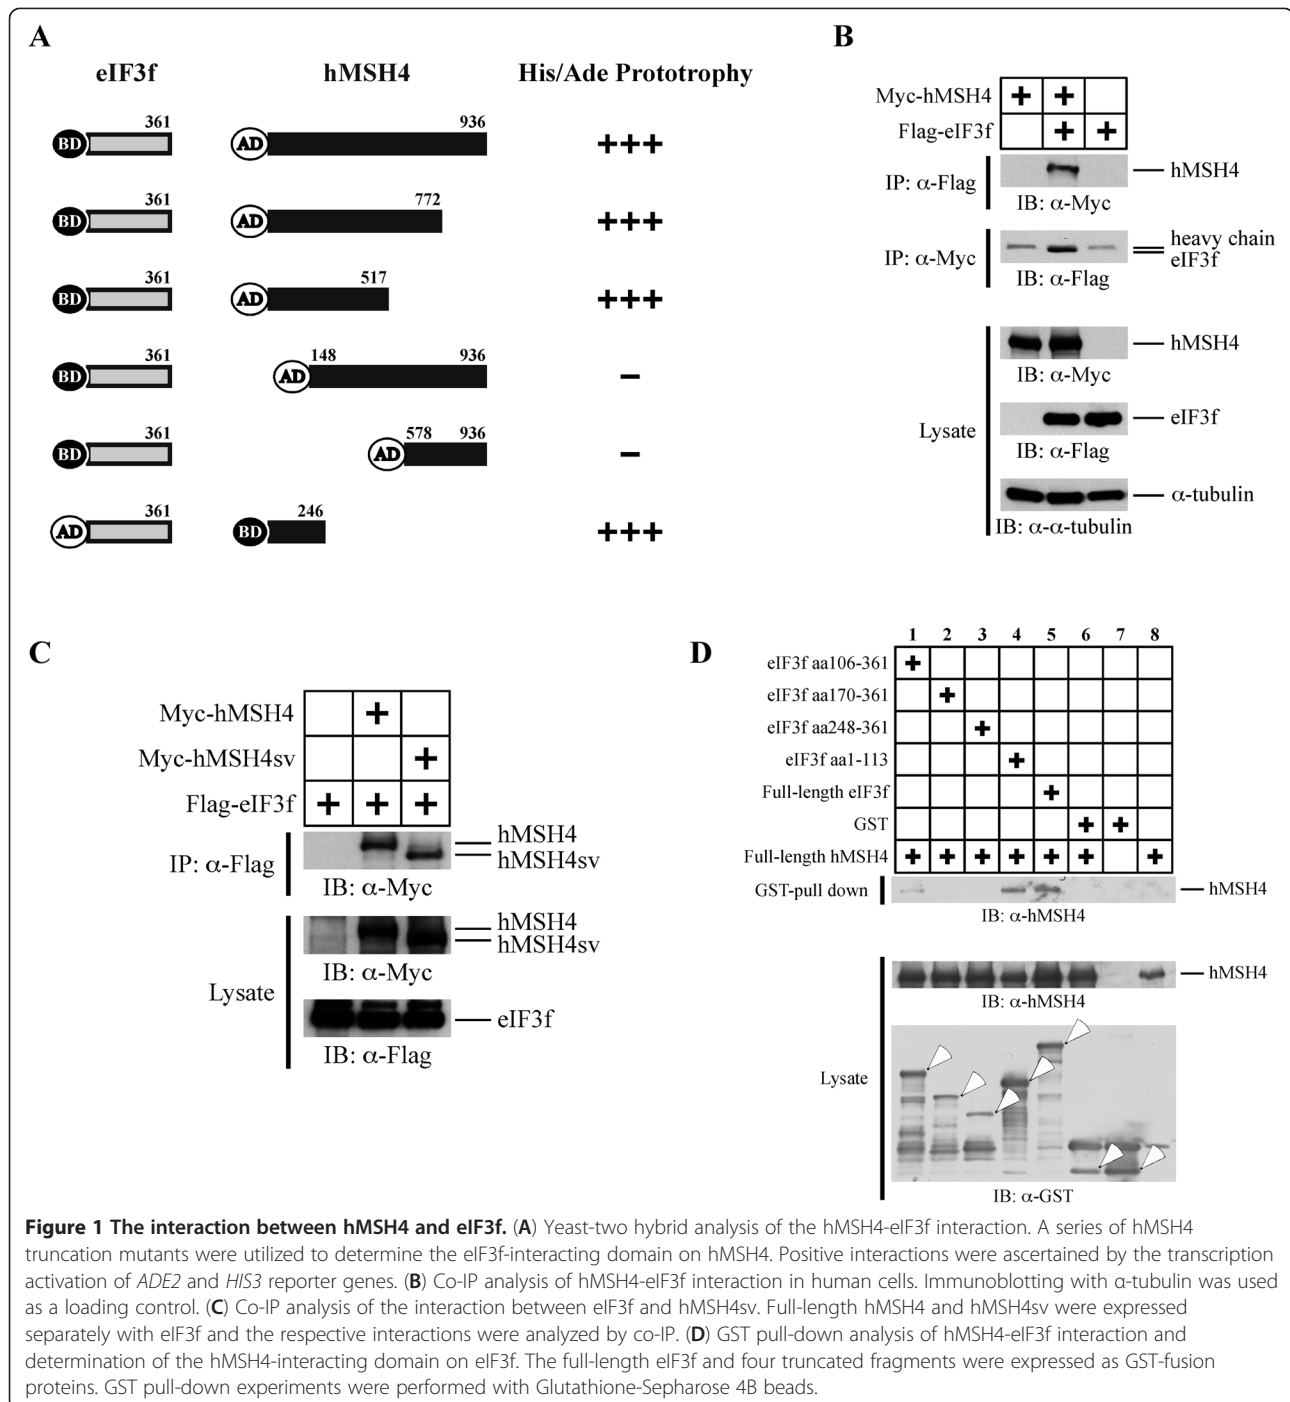 A
eIF3f hMSH4 His/Ade Prototrophy
BD 361 AD 936 +++
BD 361 AD 772 +++
BD 361 AD 517 +++
BD 361 AD 148 936 −
BD 361 AD 578 936 −
AD 361 BD 246 +++
B
Myc-hMSH4 + +
Flag-eIF3f + +
IP: α-Flag hMSH4
IB: α-Myc
IP: α-Myc heavy chain
eIF3f
IB: α-Flag
Lysate
hMSH4
IB: α-Myc
eIF3f
IB: α-Flag
α-tubulin
IB: α-α-tubulin
C
Myc-hMSH4 +
Myc-hMSH4sv +
Flag-eIF3f + + +
IP: α-Flag hMSH4
hMSH4sv
IB: α-Myc
Lysate
hMSH4
hMSH4sv
IB: α-Myc
eIF3f
IB: α-Flag
D
1 2 3 4 5 6 7 8
eIF3f aa106-361 +
eIF3f aa170-361 +
eIF3f aa248-361 +
eIF3f aa1-113 +
Full-length eIF3f +
GST + +
Full-length hMSH4 + + + + + + +
GST-pull down hMSH4
IB: α-hMSH4
hMSH4
IB: α-hMSH4
Lysate
IB: α-GST
Figure 1 The interaction between hMSH4 and eIF3f. (A) Yeast-two hybrid analysis of the hMSH4-eIF3f interaction. A series of hMSH4
truncation mutants were utilized to determine the eIF3f-interacting domain on hMSH4. Positive interactions were ascertained by the transcription
activation of ADE2 and HIS3 reporter genes. (B) Co-IP analysis of hMSH4-eIF3f interaction in human cells. Immunoblotting with α-tubulin was used
as a loading control. (C) Co-IP analysis of the interaction between eIF3f and hMSH4sv. Full-length hMSH4 and hMSH4sv were expressed
separately with eIF3f and the respective interactions were analyzed by co-IP. (D) GST pull-down analysis of hMSH4-eIF3f interaction and
determination of the hMSH4-interacting domain on eIF3f. The full-length eIF3f and four truncated fragments were expressed as GST-fusion
proteins. GST pull-down experiments were performed with Glutathione-Sepharose 4B beads.